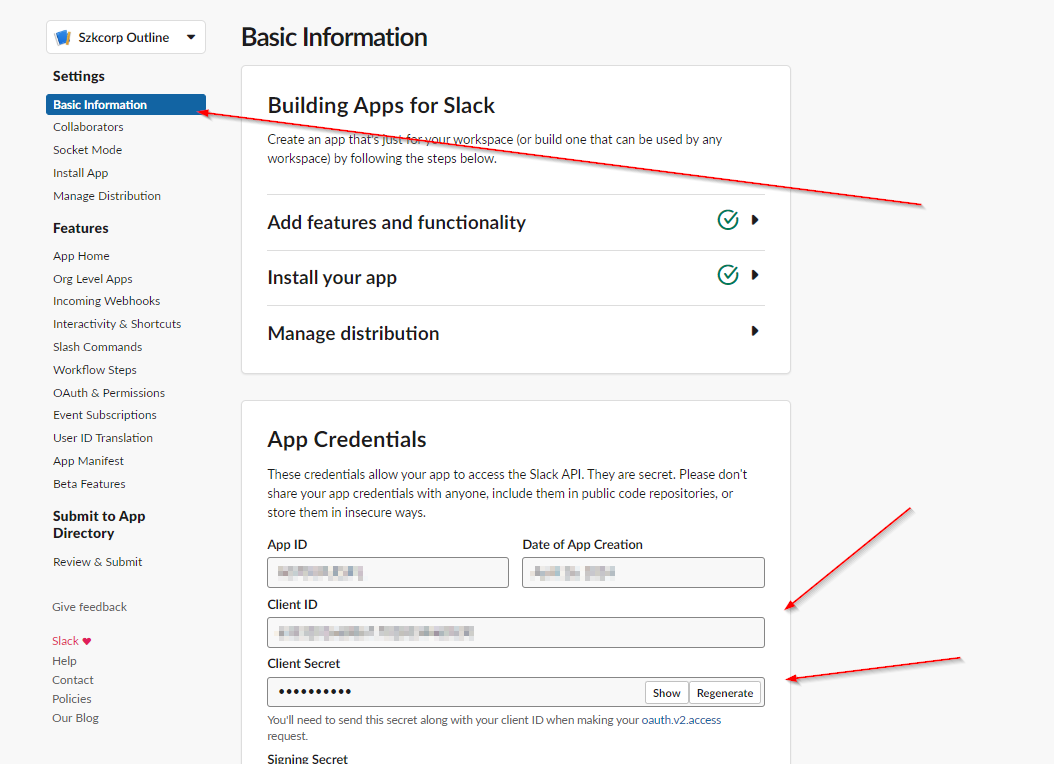 Szkcorp Outline
Settings
Basic Information
Collaborators
Socket Mode
Install App
Manage Distribution
Features
App Home
Org Level Apps
Incoming Webhooks
Interactivity & Shortcuts
Slash Commands
Workflow Steps
OAuth & Permissions
Event Subscriptions
User ID Translation
App Manifest
Beta Features
Submit to App
Directory
Review & Submit
Give feedback
Slack ♥
Help
Contact
Policies
Our Blog
Basic Information
Building Apps for Slack
Create an app that's just for your workspace (or build one that can be used by any
workspace) by following the steps below.
Add features and functionality
Install your app
Manage distribution
App Credentials
These credentials allow your app to access the Slack API. They are secret. Please don't
share your app credentials with anyone, include them in public code repositories, or
store them in insecure ways.
App ID
Date of App Creation
Client ID
Client Secret
••••••••••
Show
Regenerate
You'll need to send this secret along with your client ID when making your oauth.v2.access
request.
Signing Secret